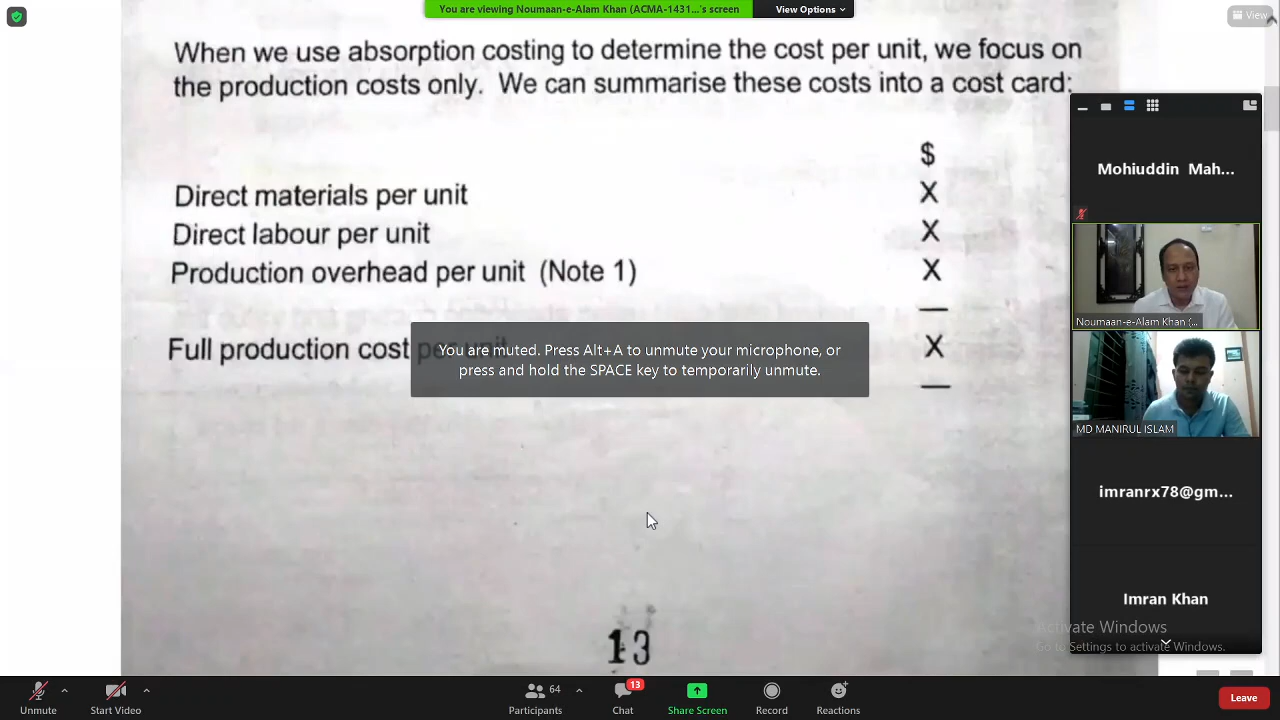 You are viewing Noumaan-e-Alam Khan (ACMA-1431...'s screen
View Options
View
When we use absorption costing to determine the cost per unit, we focus on
the production costs only. We can summarise these costs into a cost card:
$
Direct materials per unit X
Direct labour per unit X
Production overhead per unit (Note 1) X
Full production cost per unit X
You are muted. Press Alt+A to unmute your microphone, or
press and hold the SPACE key to temporarily unmute.
13
Mohiuddin Mah...
Noumaan-e-Alam Khan (...
MD MANIRUL ISLAM
imranrx78@gm...
Imran Khan
Activate Windows
Go to Settings to activate Windows.
Unmute
Start Video
64
Participants
13
Chat
Share Screen
Record
Reactions
Leave